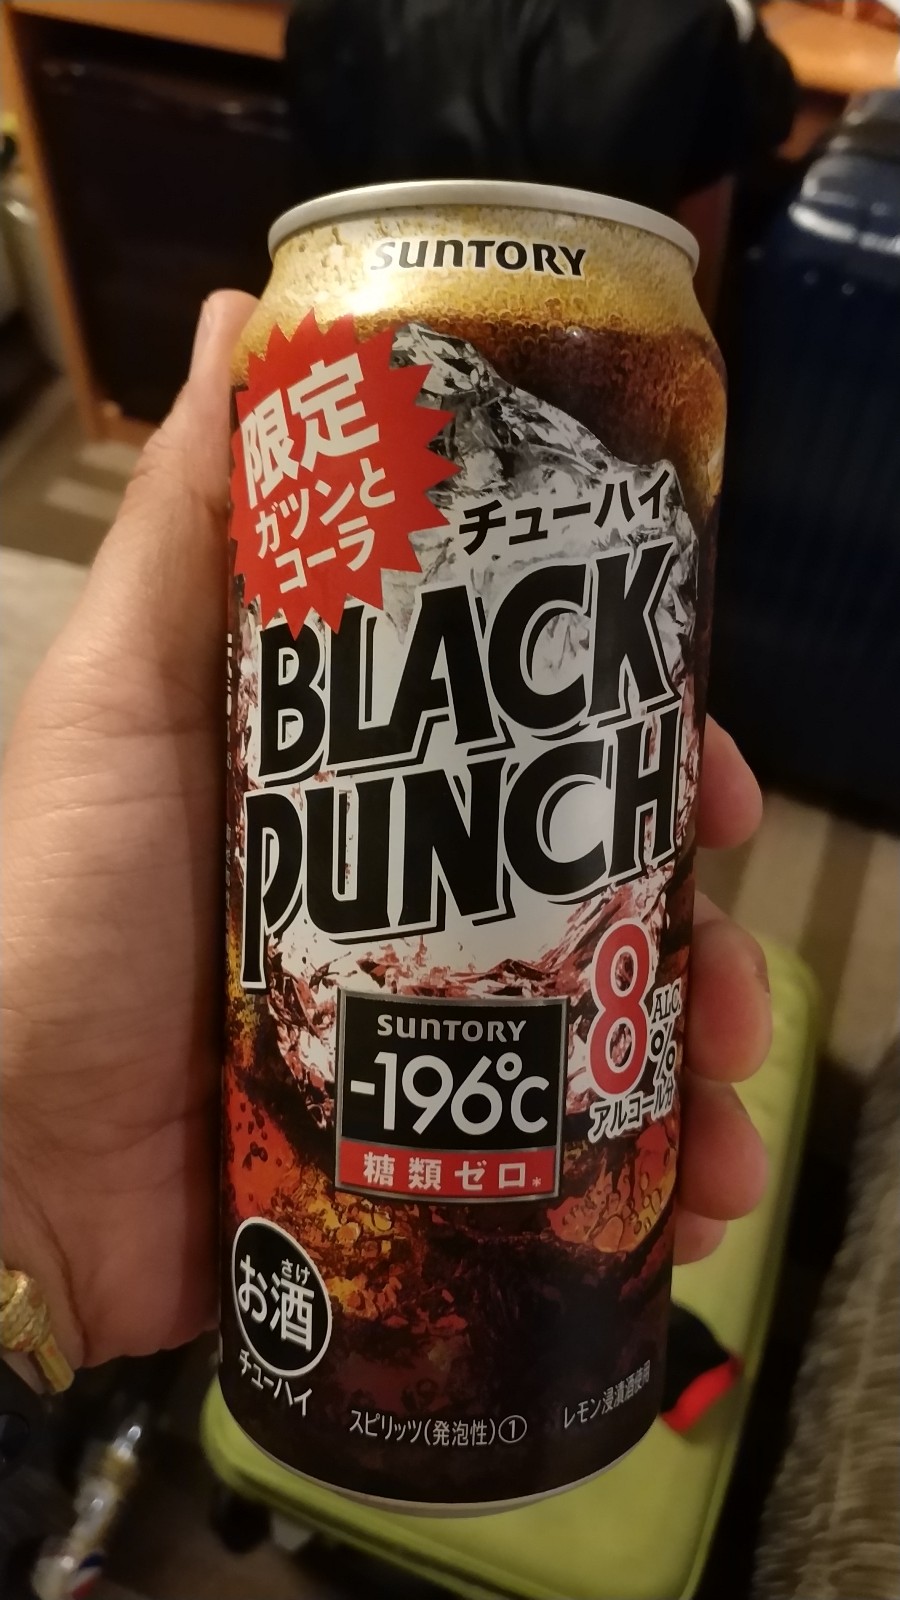 SUNTORY
限定
ガツンと
コーラ
チューハイ
BLACK
PUNCH
8
ALC.
%
アルコール分
SUNTORY
-196℃
糖類ゼロ*
さけ
お酒
チューハイ
スピリッツ(発泡性)①
レモン浸漬酒使用